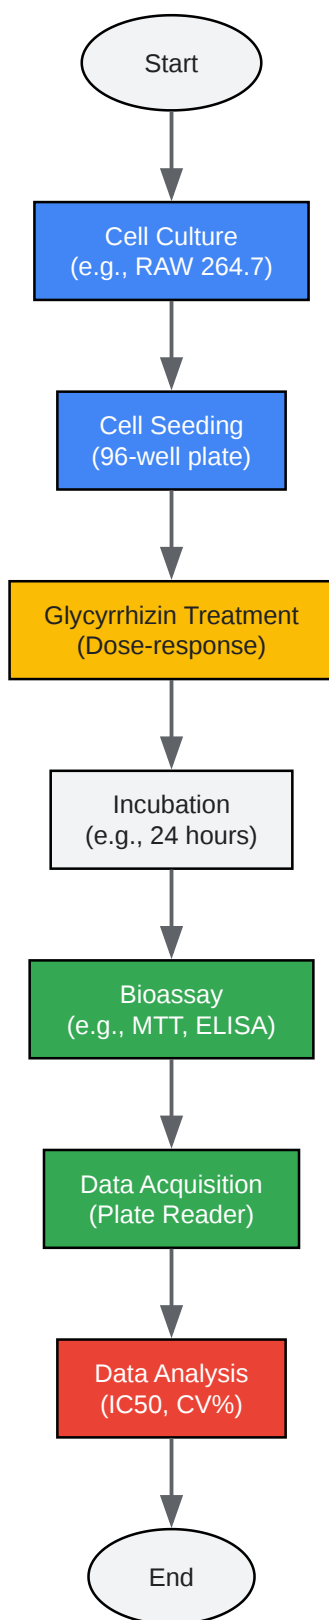 Start
Cell Culture
(e.g., RAW 264.7)
Cell Seeding
(96-well plate)
Glycyrrhizin Treatment
(Dose-response)
Incubation
(e.g., 24 hours)
Bioassay
(e.g., MTT, ELISA)
Data Acquisition
(Plate Reader)
Data Analysis
(IC50, CV%)
End